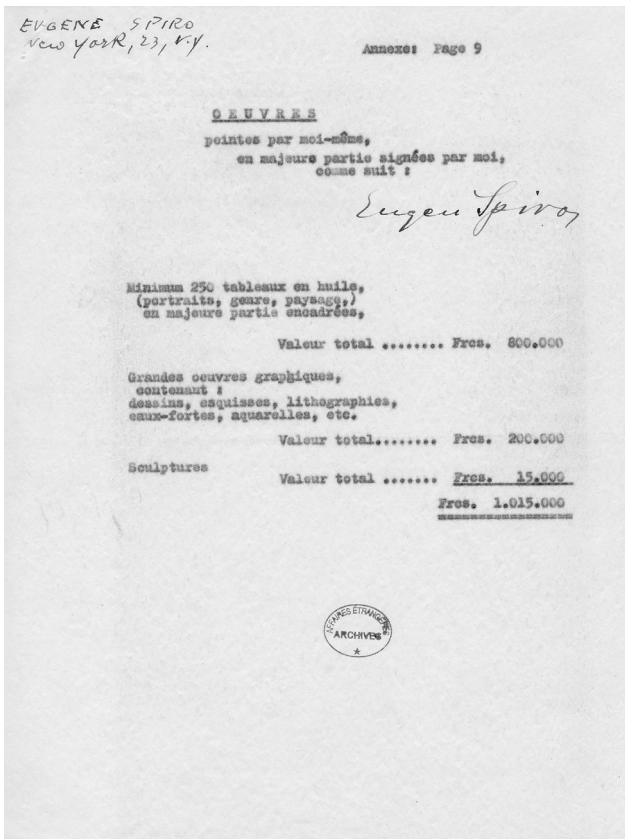 EUGENE SPIRO
New York, 23, N.Y.
Annexe: Page 9
OEUVRES
peintes par moi-même,
en majeure partie signées par moi,
comme suit :
Eugen Spiro
Minimum 250 tableaux en huile,
(portraits, genre, paysage,)
en majeure partie encadrées,
Valeur total ........ Frcs. 800.000
Grandes oeuvres graphiques,
contenant :
dessins, esquisses, lithographies,
eaux-fortes, aquarelles, etc.
Valeur total........ Frcs. 200.000
Sculptures
Valeur total ....... Frcs. 15.000
Frcs. 1.015.000
AFFAIRES ÉTRANGÈRES
ARCHIVES